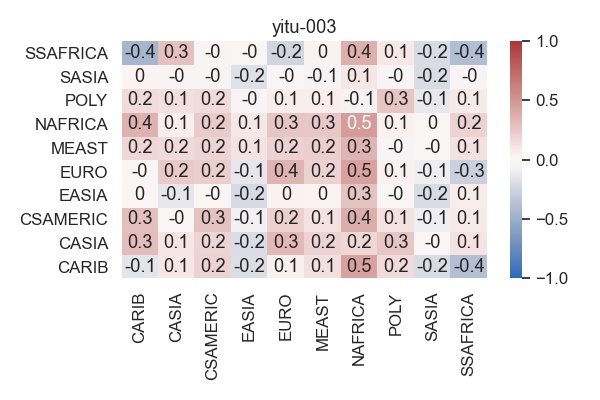 yitu-003
SSAFRICA -0.4 0.3 -0 -0 -0.2 0 0.4 0.1 -0.2 -0.4
SASIA 0 -0 -0 -0.2 -0 -0.1 0.1 -0 -0.2 -0
POLY 0.2 0.1 0.2 -0 0.1 0.1 -0.1 0.3 -0.1 0.1
NAFRICA 0.4 0.1 0.2 0.1 0.3 0.3 0.5 0.1 0 0.2
MEAST 0.2 0.2 0.2 0.1 0.2 0.2 0.3 -0 -0 0.1
EURO -0 0.2 0.2 -0.1 0.4 0.2 0.5 0.1 -0.1 -0.3
EASIA 0 -0.1 -0 -0.2 0 0 0.3 -0 -0.2 0.1
CSAMERIC 0.3 -0 0.3 -0.1 0.2 0.1 0.4 0.1 -0.1 0.1
CASIA 0.3 0.1 0.2 -0.2 0.3 0.2 0.2 0.3 -0 0.1
CARIB -0.1 0.1 0.2 -0.2 0.1 0.1 0.5 0.2 -0.2 -0.4
CARIB CASIA CSAMERIC EASIA EURO MEAST NAFRICA POLY SASIA SSAFRICA
1.0
0.5
0.0
−0.5
−1.0